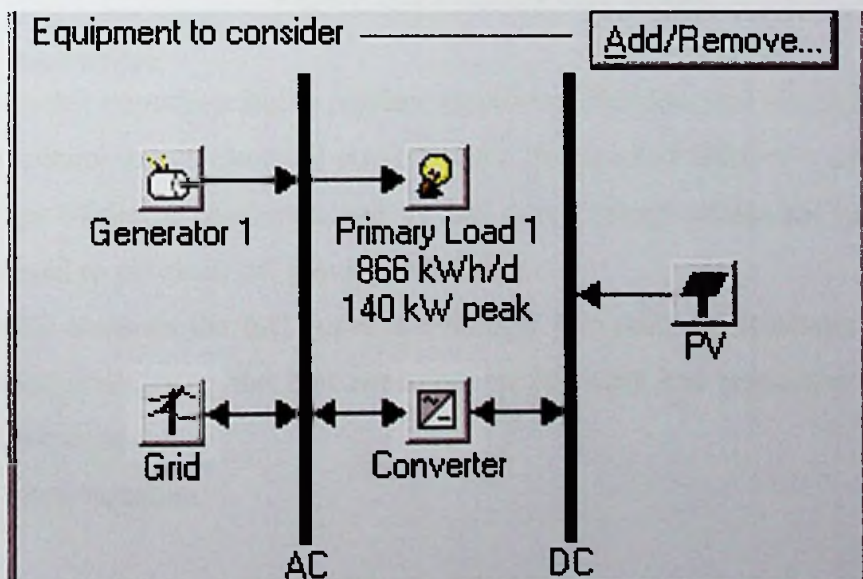 Equipment to consider
Add/Remove...
Generator 1
Primary Load 1
866 kWh/d
140 kW peak
PV
Grid
Converter
AC
DC